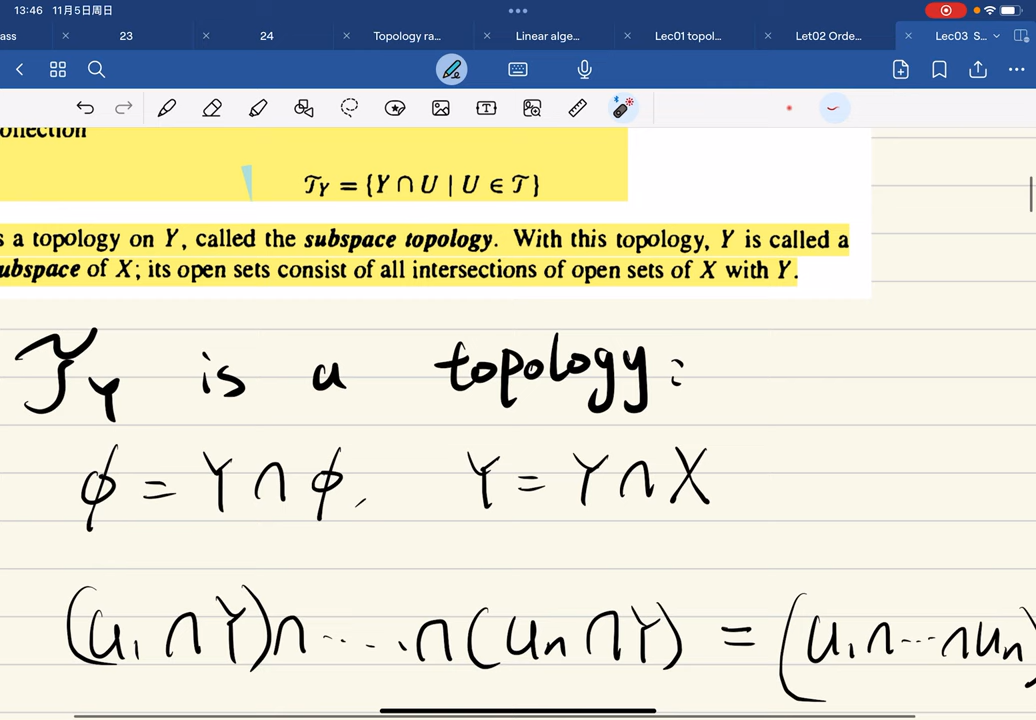 13:46 11月5日周日
ass 23 24 Topology ra... Linear alge... Lec01 topol... Let02 Orde... Lec03 S...
𝒯_Y = {Y ∩ U | U ∈ 𝒯}
s a topology on Y, called the subspace topology. With this topology, Y is called a
ubspace of X; its open sets consist of all intersections of open sets of X with Y.
𝒯_Y is a topology:
ϕ = Y ∩ ϕ, Y = Y ∩ X
(U₁ ∩ Y) ∩ ..... ∩ (Uₙ ∩ Y) = (U₁ ∩ ... ∩ Uₙ)